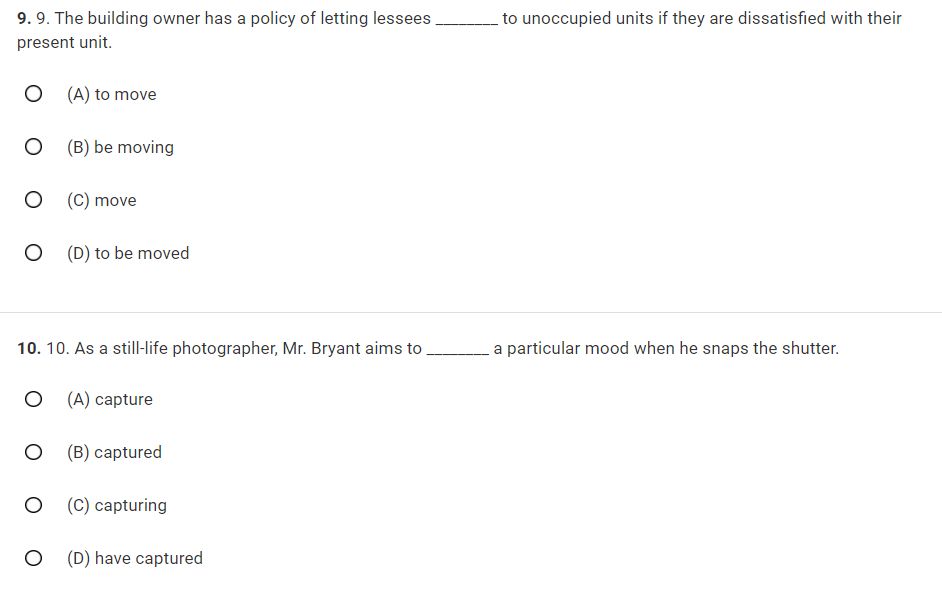 9. 9. The building owner has a policy of letting lessees ________ to unoccupied units if they are dissatisfied with their
present unit.
(A) to move
(B) be moving
(C) move
(D) to be moved
10. 10. As a still-life photographer, Mr. Bryant aims to ________ a particular mood when he snaps the shutter.
(A) capture
(B) captured
(C) capturing
(D) have captured